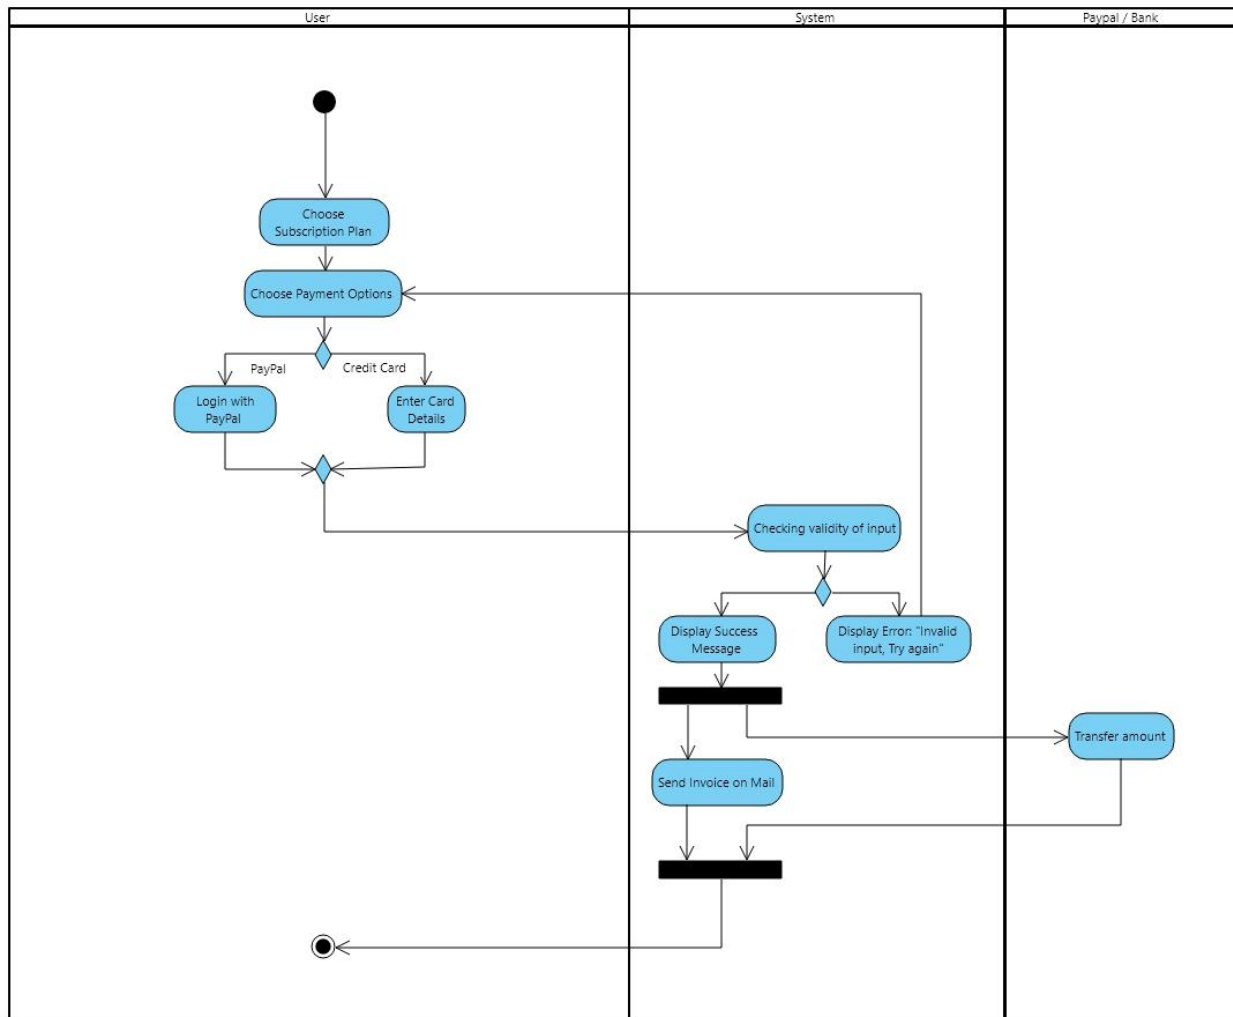 User
System
Paypal / Bank
Choose
Subscription Plan
Choose Payment Options
PayPal
Credit Card
Login with
PayPal
Enter Card
Details
Checking validity of input
Display Success
Message
Display Error: "Invalid
input, Try again"
Transfer amount
Send Invoice on Mail